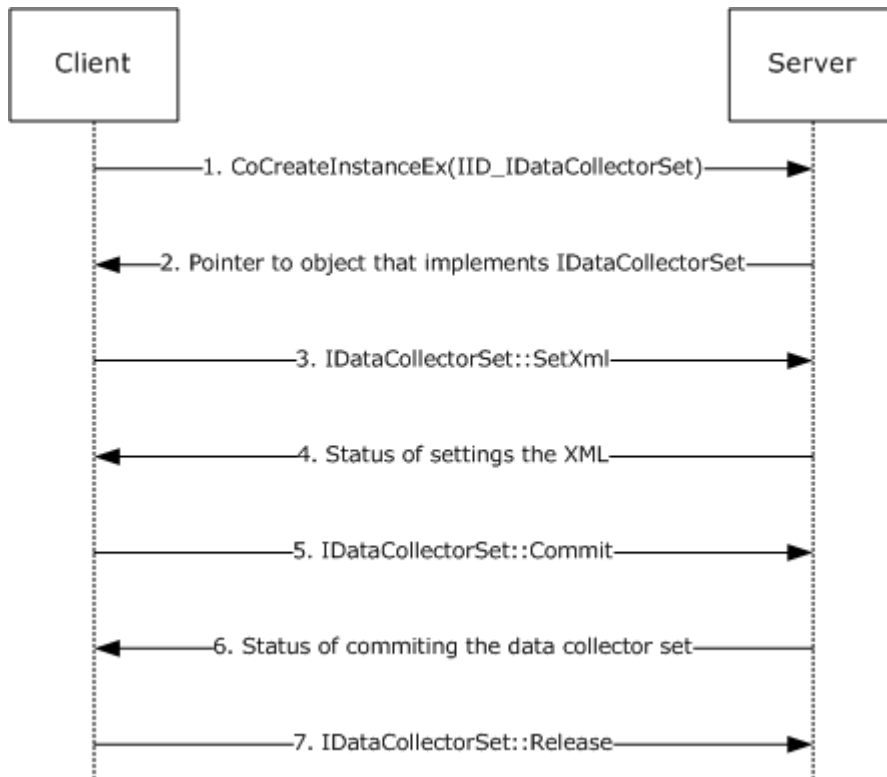 Client
Server
1. CoCreateInstanceEx(IID_IDataCollectorSet)
2. Pointer to object that implements IDataCollectorSet
3. IDataCollectorSet::SetXml
4. Status of settings the XML
5. IDataCollectorSet::Commit
6. Status of commiting the data collector set
7. IDataCollectorSet::Release